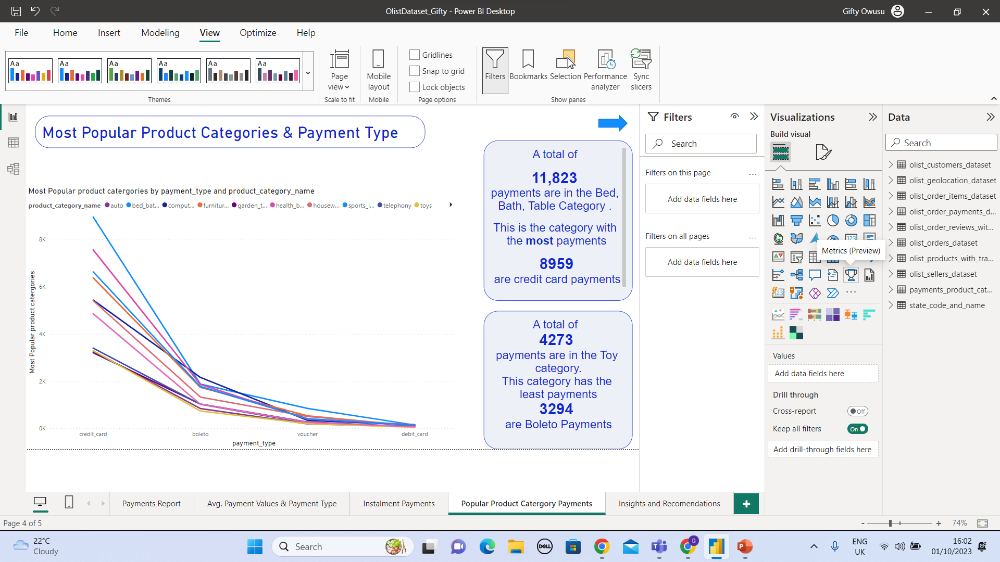 OlistDataset_Gifty - Power BI Desktop
Gifty Owusu
File
Home
Insert
Modeling
View
Optimize
Help
Aa
Aa
Aa
Aa
Aa
Aa
Themes
Page
view
Scale to fit
Mobile
layout
Mobile
Gridlines
Snap to grid
Lock objects
Page options
Filters
Bookmarks
Selection
Performance
analyzer
Sync
slicers
Show panes
Most Popular Product Categories & Payment Type
Most Popular product catergories by payment_type and product_category_name
product_category_name
auto
bed_bat...
comput...
furnitur...
garden_t...
health_b...
housew...
sports_l...
telephony
toys
Most Popular product catergories
8K
6K
4K
2K
0K
credit_card
boleto
voucher
debit_card
payment_type
A total of
11,823
payments are in the Bed,
Bath, Table Category .
This is the category with
the most payments
8959
are credit card payments
A total of
4273
payments are in the Toy
category.
This category has the
least payments
3294
are Boleto Payments
Filters
Search
Filters on this page
...
Add data fields here
Filters on all pages
...
Add data fields here
Visualizations
Build visual
Metrics (Preview)
123
123
...
Values
Add data fields here
Drill through
Cross-report
Off
Keep all filters
On
Add drill-through fields here
Data
Search
olist_customers_dataset
olist_geolocation_dataset
olist_order_items_dataset
olist_order_payments_d...
olist_order_reviews_wit...
olist_orders_dataset
olist_products_with_tra...
olist_sellers_dataset
payments_product_cat...
state_code_and_name
Payments Report
Avg. Payment Values & Payment Type
Instalment Payments
Popular Product Catergory Payments
Insights and Recomendations
+
Page 4 of 5
-
+
74%
22°C
Cloudy
Search
DELL
G
T
P
ENG
UK
16:02
01/10/2023